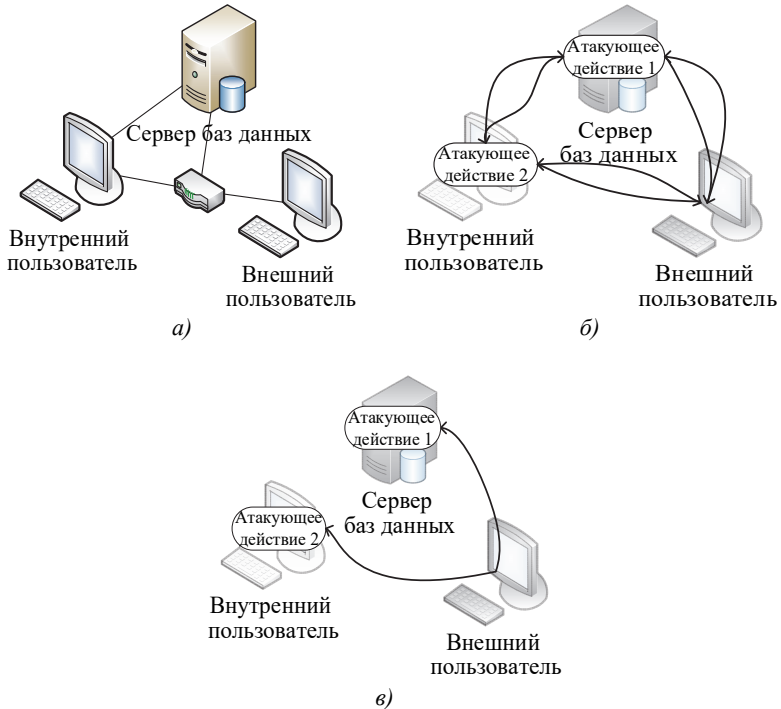 Сервер баз данных
Внутренний
пользователь
Внешний
пользователь
а)
Атакующее
действие 1
Сервер
баз данных
Атакующее
действие 2
Внутренний
пользователь
Внешний
пользователь
б)
Атакующее
действие 1
Сервер
баз данных
Атакующее
действие 2
Внутренний
пользователь
Внешний
пользователь
в)